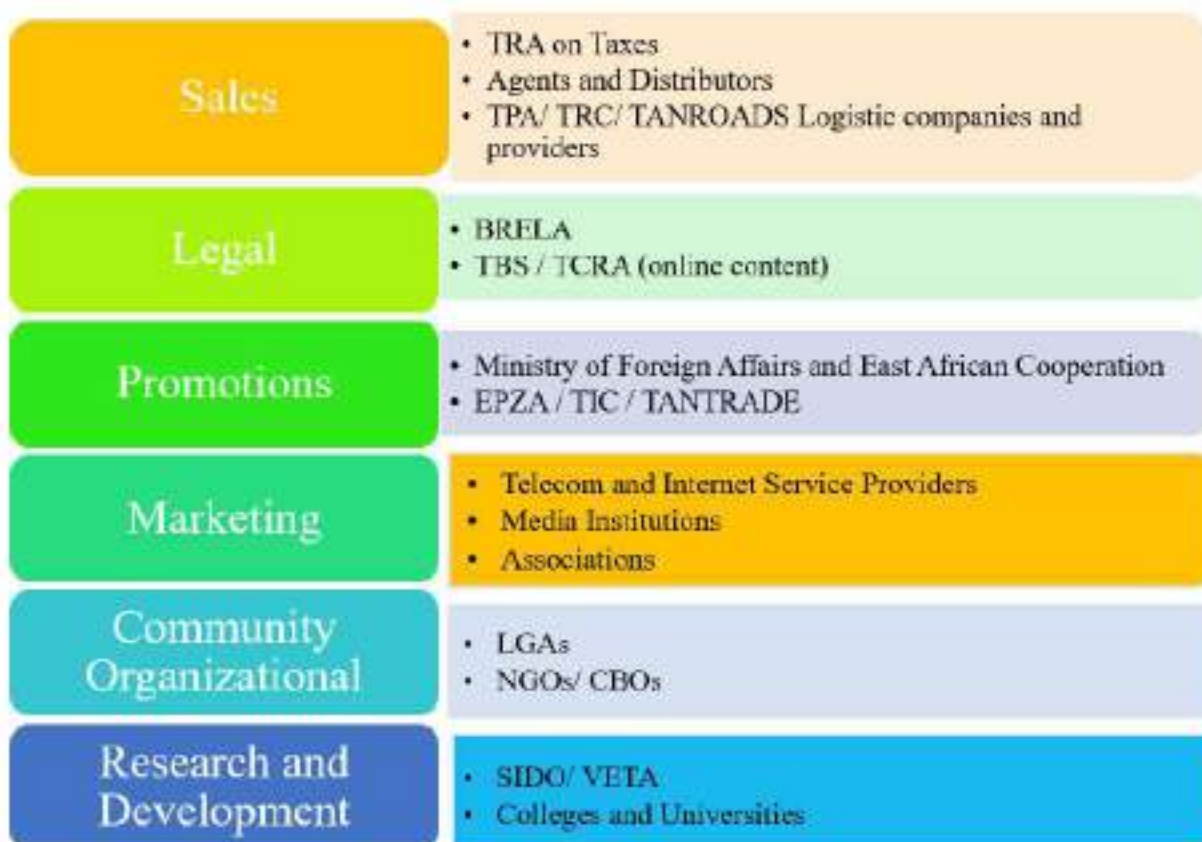 Sales
• TRA on Taxes
• Agents and Distributors
• TPA/ TRC/ TANROADS Logistic companies and
providers
Legal
• BRELA
• TBS / TCRA (online content)
Promotions
• Ministry of Foreign Affairs and East African Cooperation
• EPZA / TIC / TANTRADE
Marketing
• Telecom and Internet Service Providers
• Media Institutions
• Associations
Community
Organizational
• LGAs
• NGOs/ CBOs
Research and
Development
• SIDO/ VETA
• Colleges and Universities